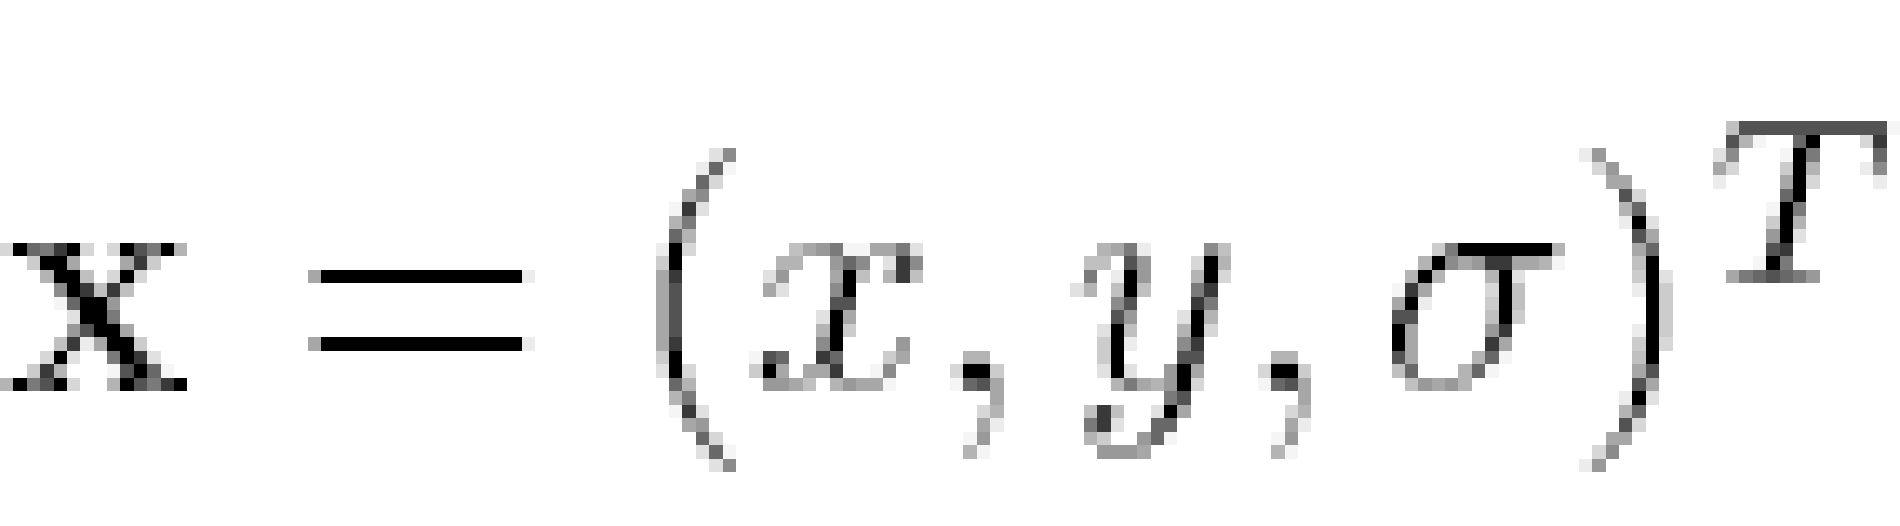 x = (x, y, σ)^T